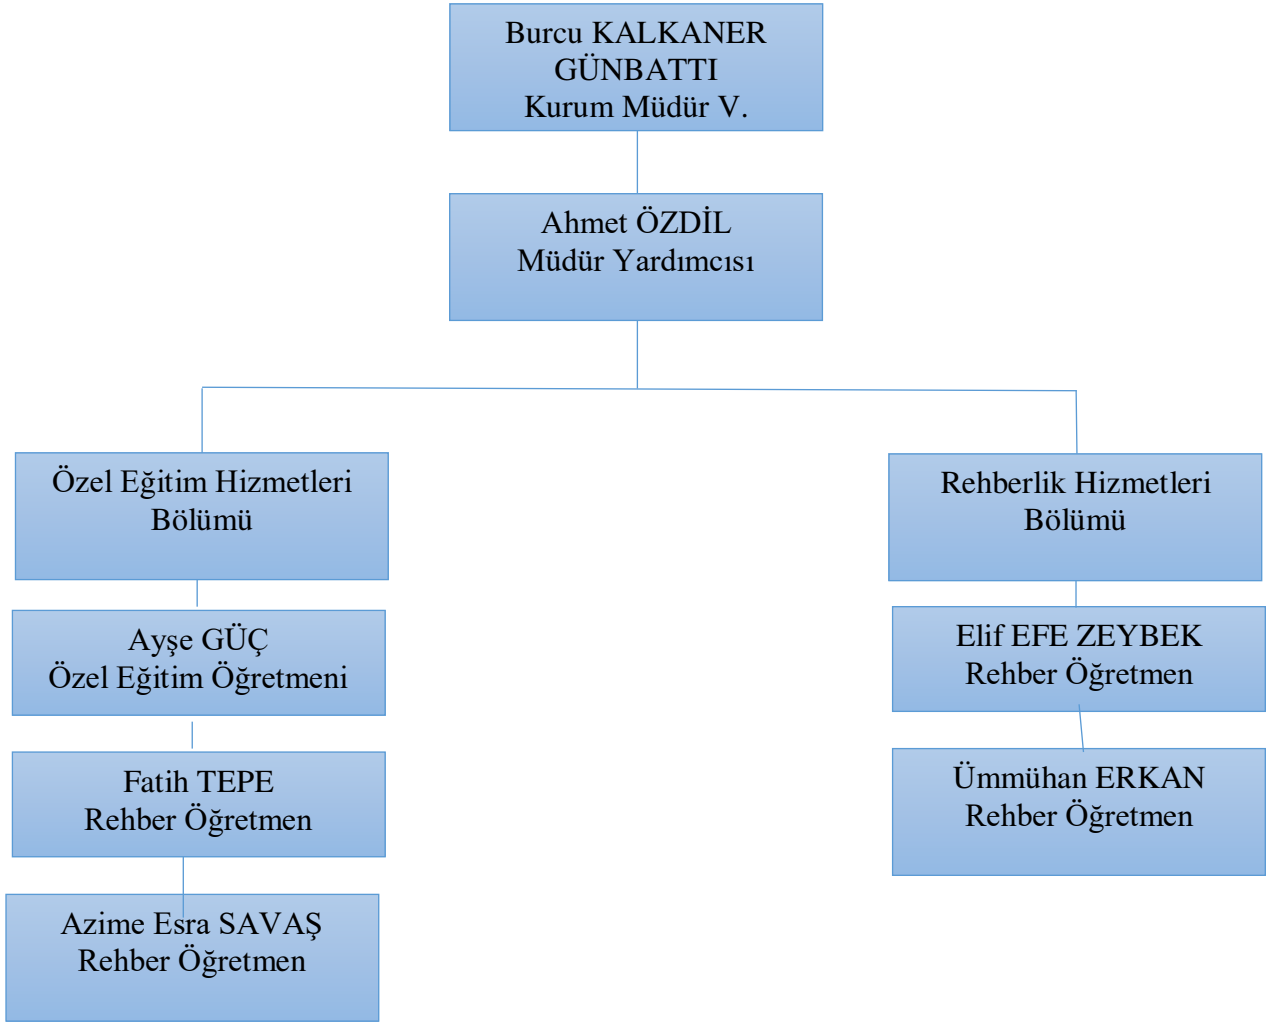 Burcu KALKANER
GÜNBATTI
Kurum Müdür V.
Ahmet ÖZDİL
Müdür Yardımcısı
Özel Eğitim Hizmetleri
Bölümü
Ayşe GÜÇ
Özel Eğitim Öğretmeni
Fatih TEPE
Rehber Öğretmen
Azime Esra SAVAŞ
Rehber Öğretmen
Rehberlik Hizmetleri
Bölümü
Elif EFE ZEYBEK
Rehber Öğretmen
Ümmühan ERKAN
Rehber Öğretmen